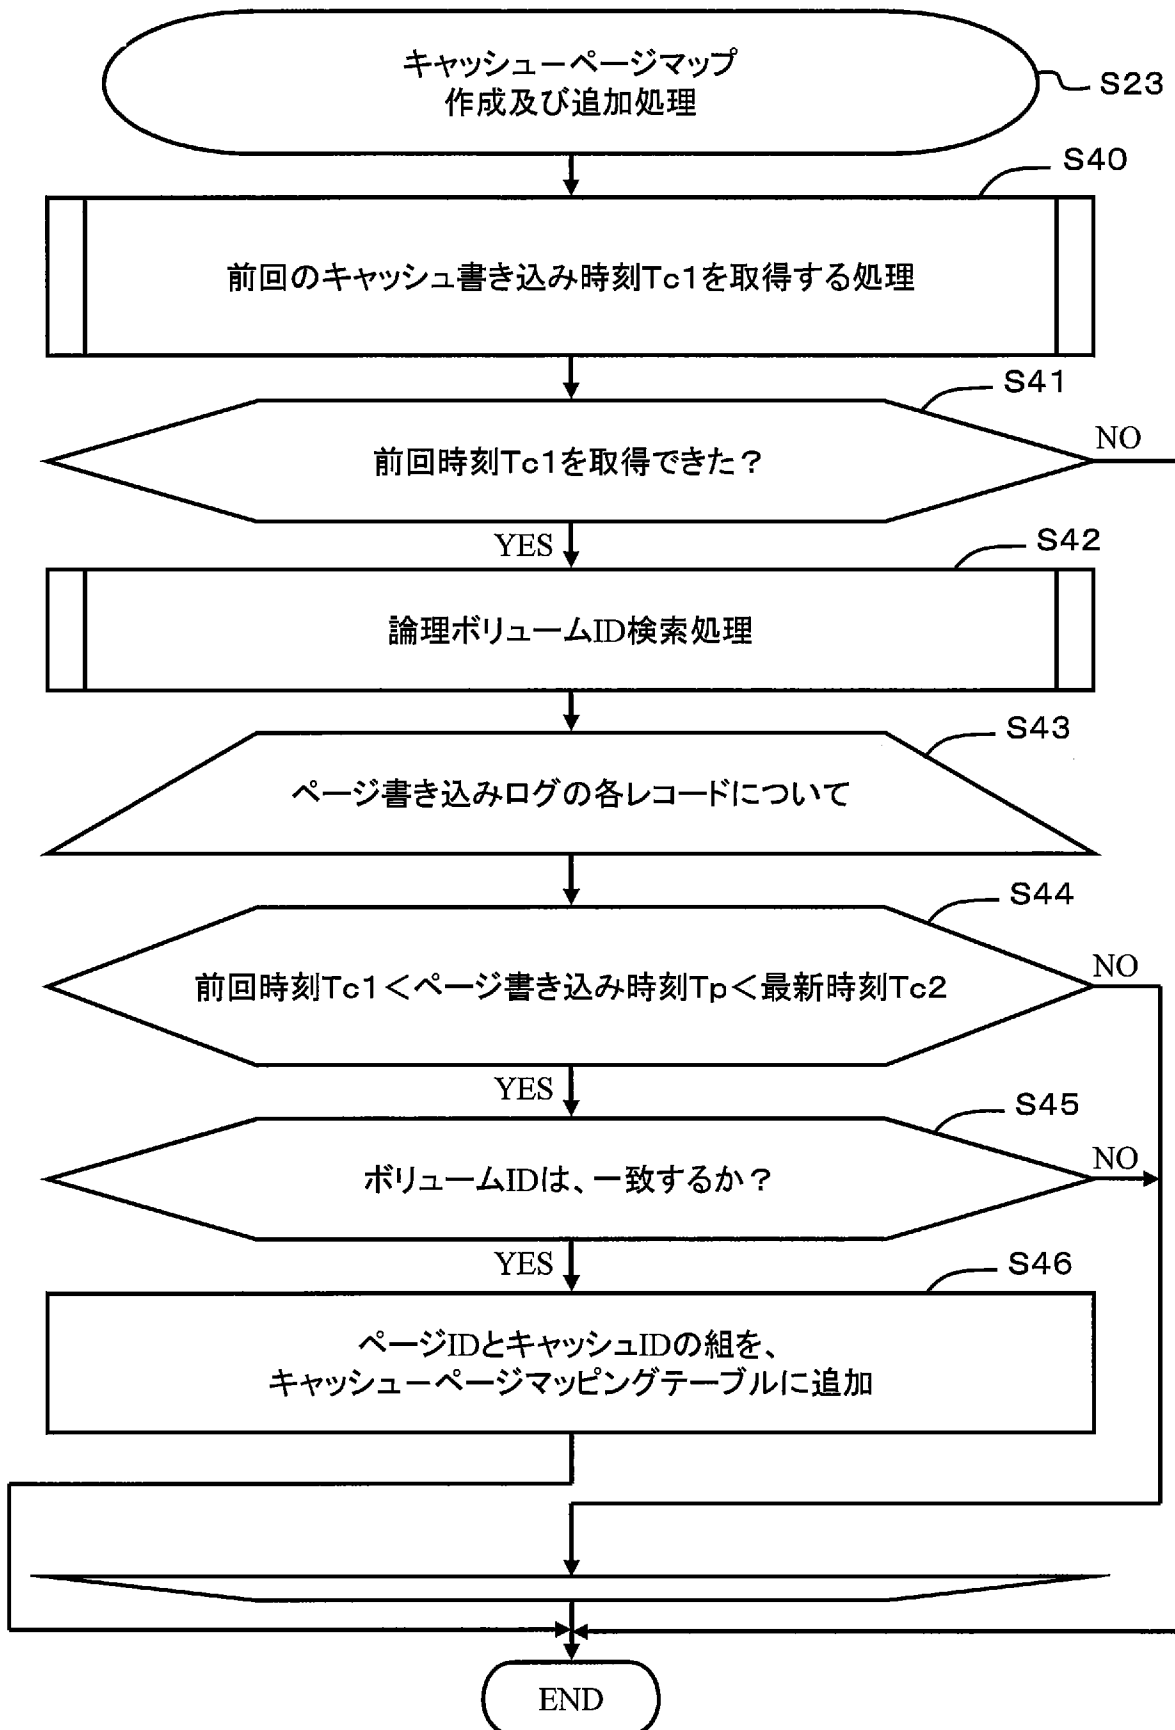 キャッシューページマップ
作成及び追加処理
S23
S40
前回のキャッシュ書き込み時刻Tc1を取得する処理
S41
前回時刻Tc1を取得できた？
NO
YES
S42
論理ボリュームID検索処理
S43
ページ書き込みログの各レコードについて
S44
前回時刻Tc1＜ページ書き込み時刻Tp＜最新時刻Tc2
NO
YES
S45
ボリュームIDは、一致するか？
NO
YES
S46
ページIDとキャッシュIDの組を、
キャッシューページマッピングテーブルに追加
END